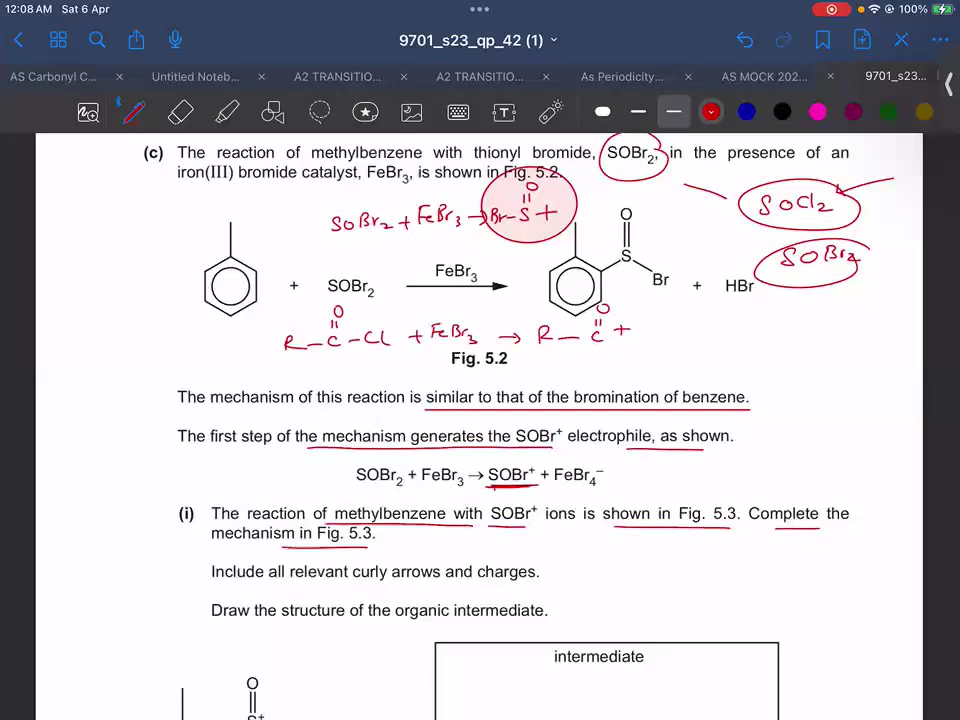 12:08 AM Sat 6 Apr
100%
9701_s23_qp_42 (1)
AS Carbonyl C...
Untitled Noteb...
A2 TRANSITIO...
A2 TRANSITIO...
As Periodicity...
AS MOCK 202...
9701_s23...
(c) The reaction of methylbenzene with thionyl bromide, SOBr₂, in the presence of an
iron(III) bromide catalyst, FeBr₃, is shown in Fig. 5.2.
SOBr₂ + FeBr₃ → Br–S+
O
SOCl₂
SOBr₂
O
S
Br
+ SOBr₂ FeBr₃ + HBr
O O
R–C–Cl + FeBr₃ → R–C+
Fig. 5.2
The mechanism of this reaction is similar to that of the bromination of benzene.
The first step of the mechanism generates the SOBr⁺ electrophile, as shown.
SOBr₂ + FeBr₃ → SOBr⁺ + FeBr₄⁻
(i) The reaction of methylbenzene with SOBr⁺ ions is shown in Fig. 5.3. Complete the
mechanism in Fig. 5.3.
Include all relevant curly arrows and charges.
Draw the structure of the organic intermediate.
intermediate
O
S⁺